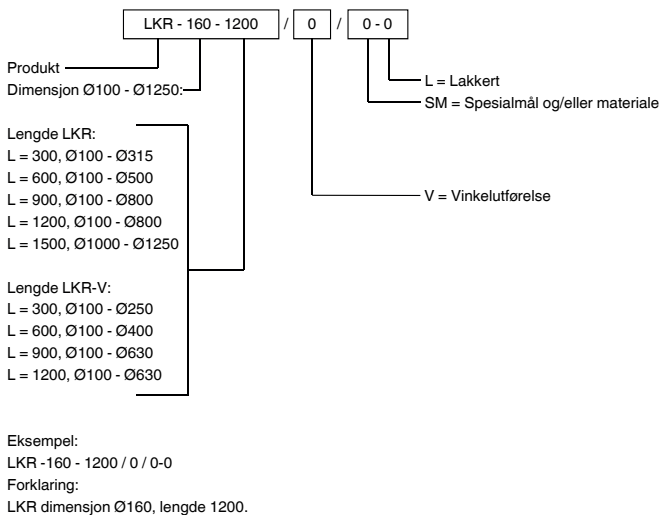 LKR - 160 - 1200 / 0 / 0 - 0
Produkt
Dimensjon Ø100 - Ø1250:
L = Lakkert
SM = Spesialmål og/eller materiale
V = Vinkelutførelse
Lengde LKR:
L = 300, Ø100 - Ø315
L = 600, Ø100 - Ø500
L = 900, Ø100 - Ø800
L = 1200, Ø100 - Ø800
L = 1500, Ø1000 - Ø1250
Lengde LKR-V:
L = 300, Ø100 - Ø250
L = 600, Ø100 - Ø400
L = 900, Ø100 - Ø630
L = 1200, Ø100 - Ø630
Eksempel:
LKR -160 - 1200 / 0 / 0-0
Forklaring:
LKR dimensjon Ø160, lengde 1200.